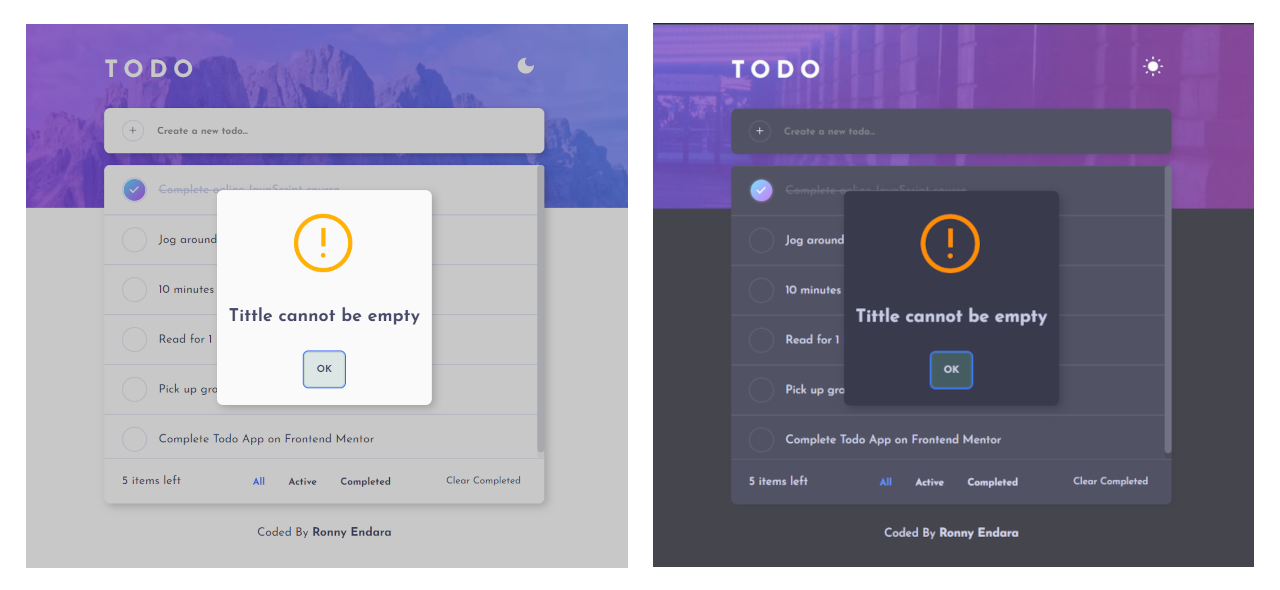 TODO
Create a new todo...
Complete online JavaScript course
Jog around
10 minutes
Read for 1
Pick up gro
Complete Todo App on Frontend Mentor
Tittle cannot be empty
OK
5 items left All Active Completed Clear Completed
Coded By Ronny Endara
TODO
Create a new todo...
Complete online JavaScript course
Jog around
10 minutes
Read for 1
Pick up gro
Complete Todo App on Frontend Mentor
Tittle cannot be empty
OK
5 items left All Active Completed Clear Completed
Coded By Ronny Endara